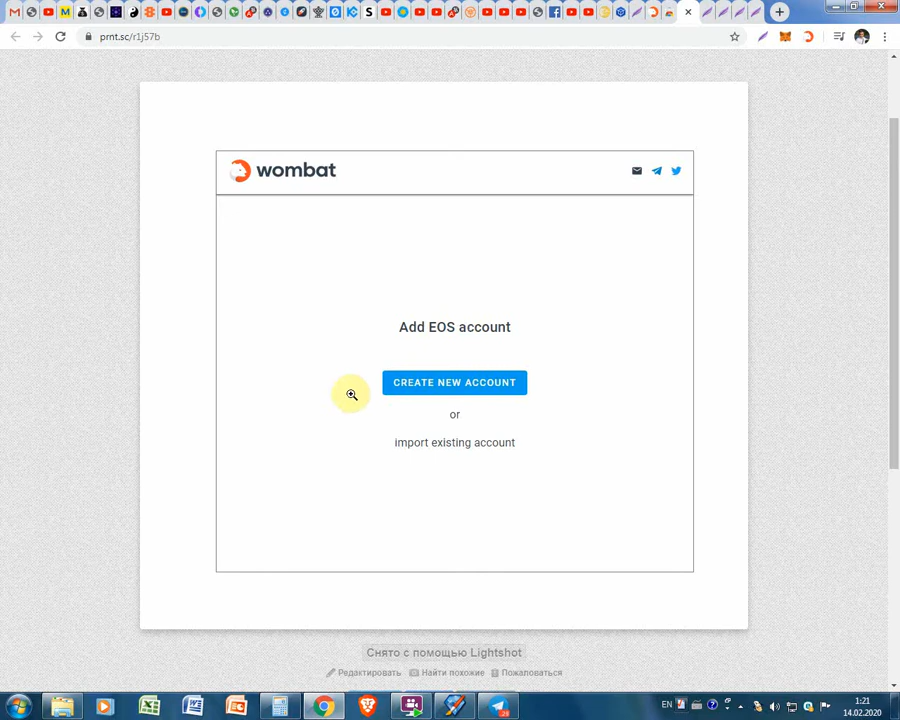 prnt.sc/r1j57b
wombat
Add EOS account
CREATE NEW ACCOUNT
or
import existing account
Снято с помощью Lightshot
Редактировать Найти похожие Пожаловаться
EN
1:21
14.02.2020